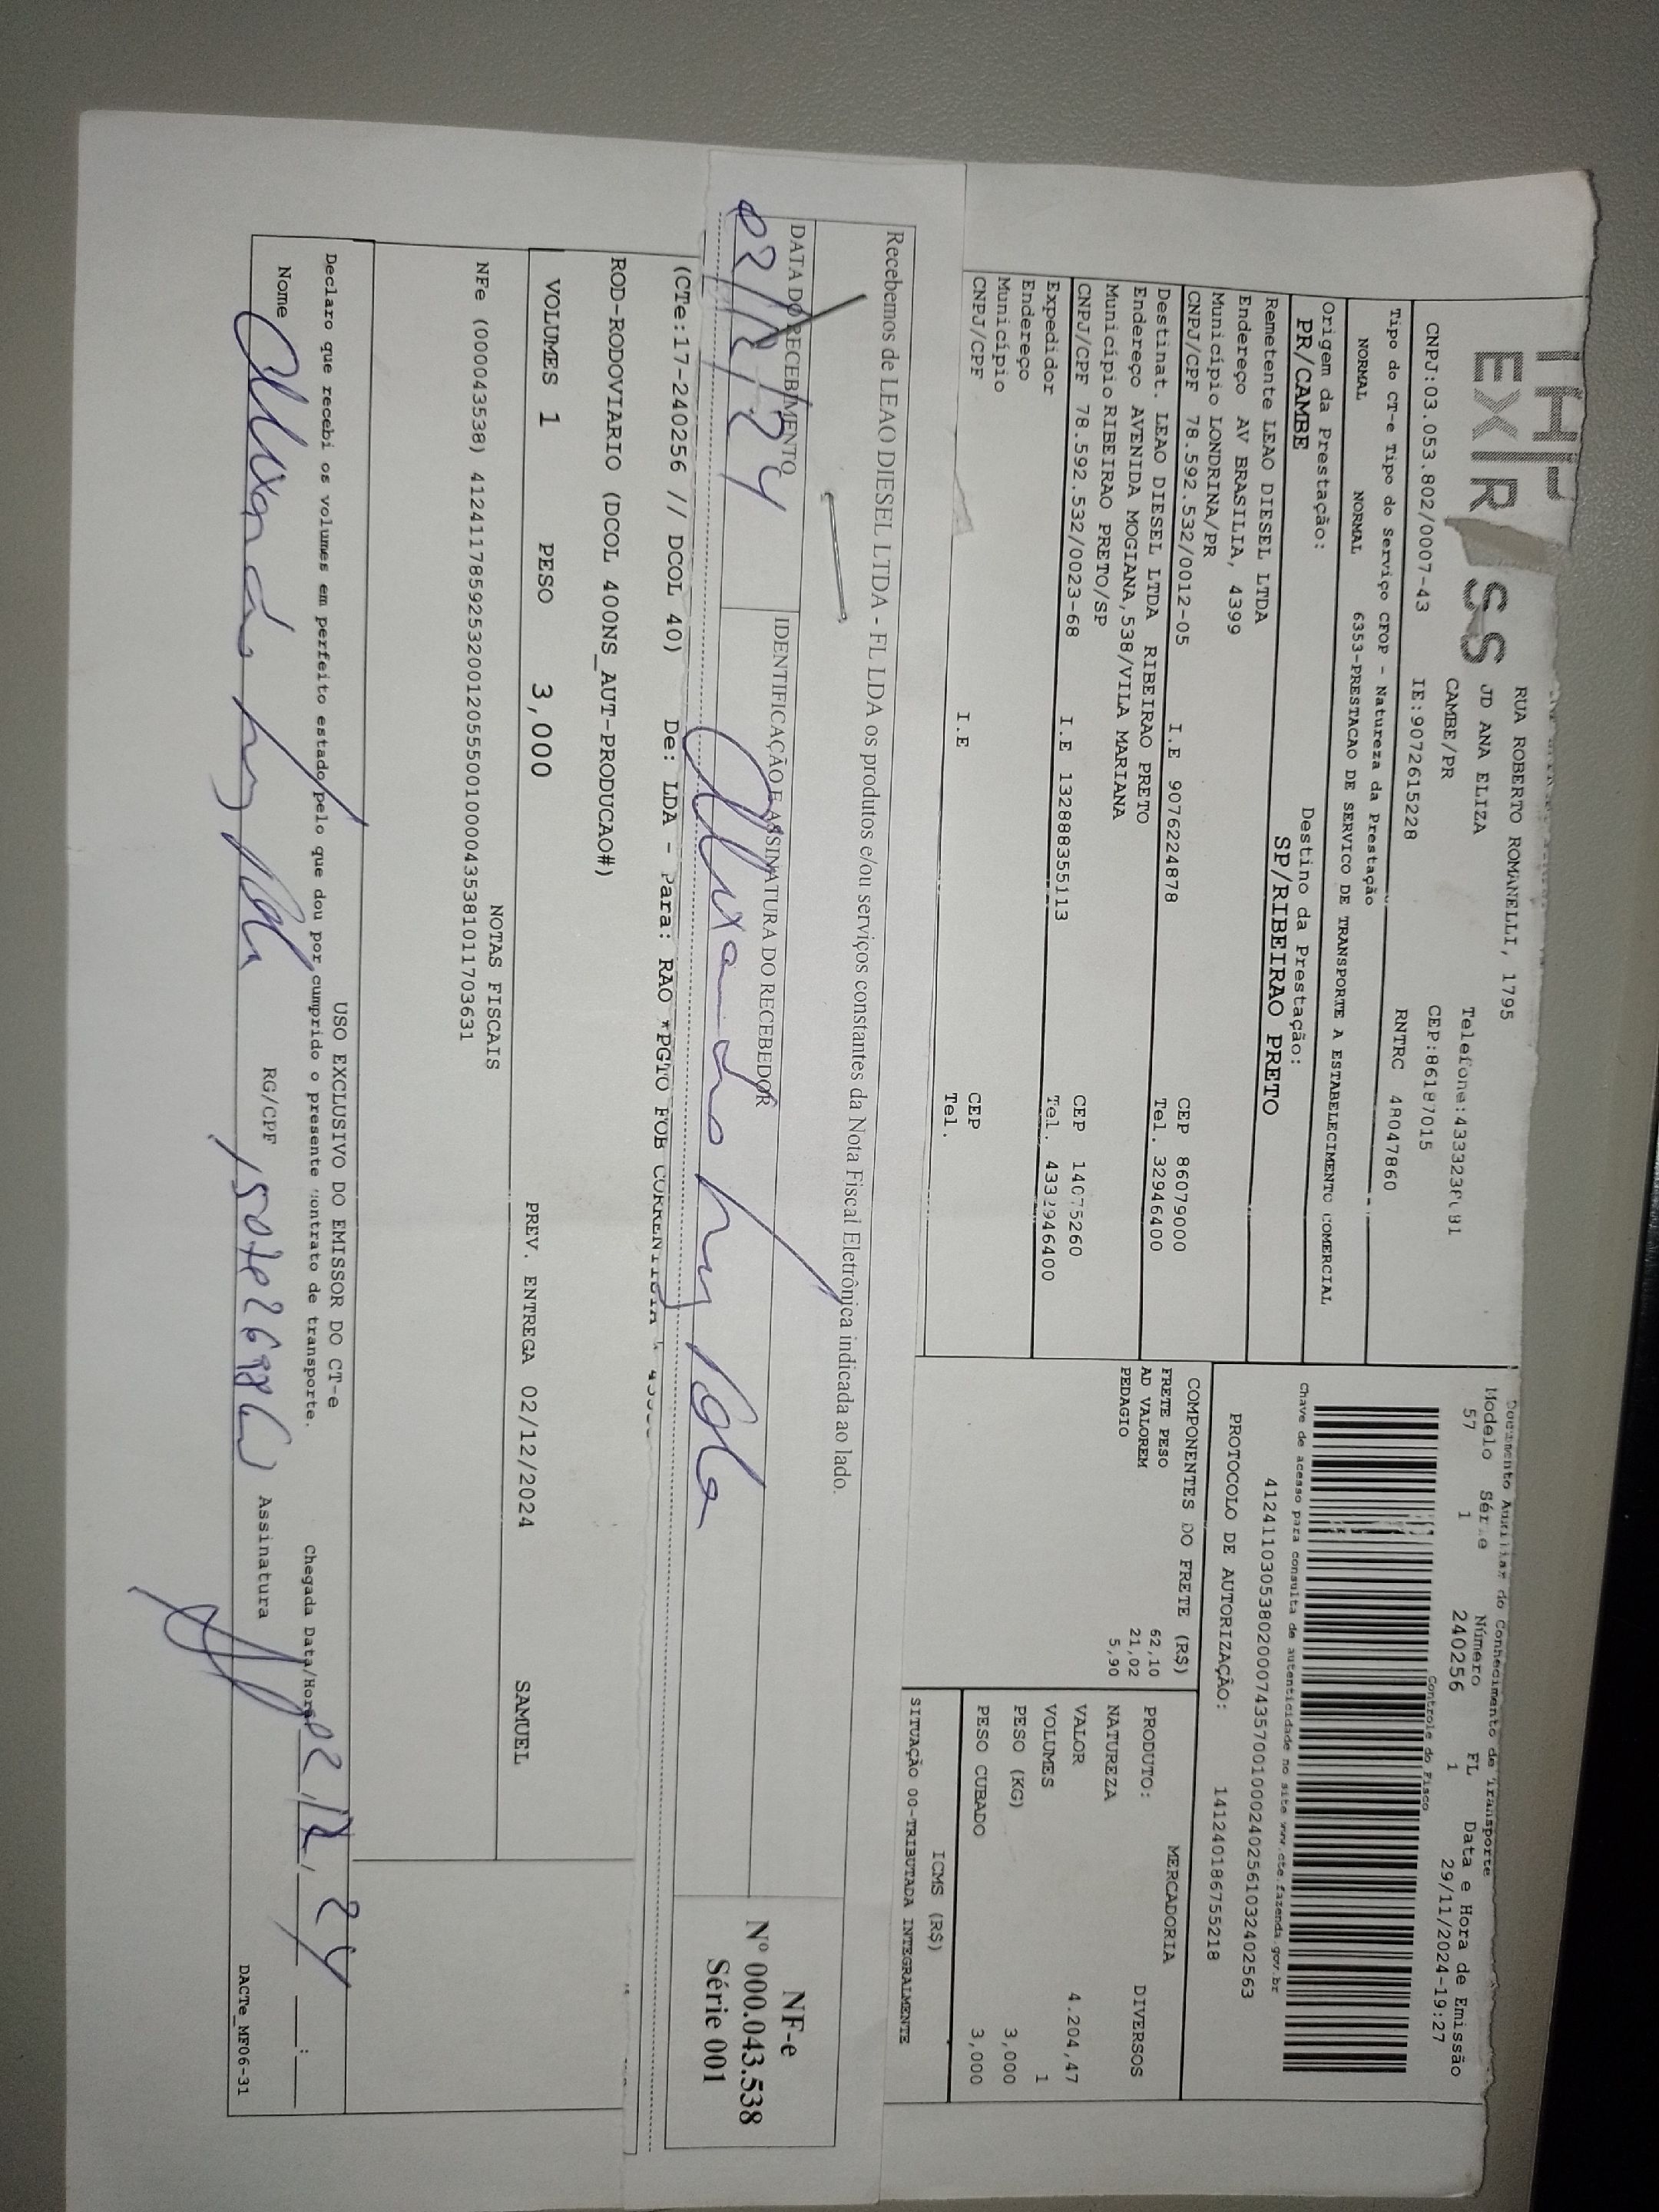 EX/R SS
RUA ROBERTO ROMANELLI, 1795
JD ANA ELIZA
CAMBE/PR
CEP:86187015
CNPJ:03.053.802/0007-43 IE:9072615228 RNTRC 48047860
Tipo do CT-e Tipo do Serviço CFOP - Natureza da Prestação
NORMAL NORMAL 6353-PRESTACAO DE SERVICO DE TRANSPORTE A ESTABELECIMENTO COMERCIAL
Origem da Prestação: Destino da Prestação:
PR/CAMBE SP/RIBEIRAO PRETO
Remetente LEAO DIESEL LTDA
Endereço AV BRASILIA, 4399
Município LONDRINA/PR CEP 86079000
CNPJ/CPF 78.592.532/0012-05 I.E 9076224878 Tel. 32946400
Destinat. LEAO DIESEL LTDA RIBEIRAO PRETO
Endereço AVENIDA MOGIANA,538/VILA MARIANA
Município RIBEIRAO PRETO/SP CEP 14075260
CNPJ/CPF 78.592.532/0023-68 I.E 132888355113 Tel. 4332946400
Expedidor
Endereço
Município CEP
CNPJ/CPF I.E Tel.
Documento Auxiliar do Conhecimento de Transporte
Modelo Série Número FL Data e Hora de Emissão
57 1 240256 1 29/11/2024-19:27
Controle do Fisco
Chave de acesso para consulta de autenticidade no site www.cte.fazenda.gov.br
41241103053802000743570010002402561032402563
PROTOCOLO DE AUTORIZAÇÃO: 141240186755218
COMPONENTES DO FRETE (R$)
FRETE PESO 62,10
AD VALOREM 21,02
PEDAGIO 5,90
MERCADORIA
PRODUTO: DIVERSOS
NATUREZA
VALOR 4.204,47
VOLUMES 1
PESO (KG) 3,000
PESO CUBADO 3,000
ICMS (R$)
SITUAÇÃO 00-TRIBUTADA INTEGRALMENTE
Recebemos de LEAO DIESEL LTDA - FL LDA os produtos e/ou serviços constantes da Nota Fiscal Eletrônica indicada ao lado.
DATA DO RECEBIMENTO IDENTIFICAÇÃO E ASSINATURA DO RECEBEDOR
02/12/24
NF-e
Nº 000.043.538
Série 001
(CTe:17-240256 // DCOL 40) De: LDA - Para: RAO *PGTO FOB
ROD-RODOVIARIO (DCOL 400NS_AUT-PRODUCAO#)
VOLUMES 1 PESO 3,000 PREV. ENTREGA 02/12/2024 SAMUEL
NOTAS FISCAIS
NFe (000043538) 41241178592532001205550010000435381011703631
USO EXCLUSIVO DO EMISSOR DO CT-e
Declaro que recebi os volumes em perfeito estado pelo que dou por cumprido o presente contrato de transporte.
Chegada Data/Hora 02/12/24 :
Nome RG/CPF Assinatura
DACTe_MF06-31